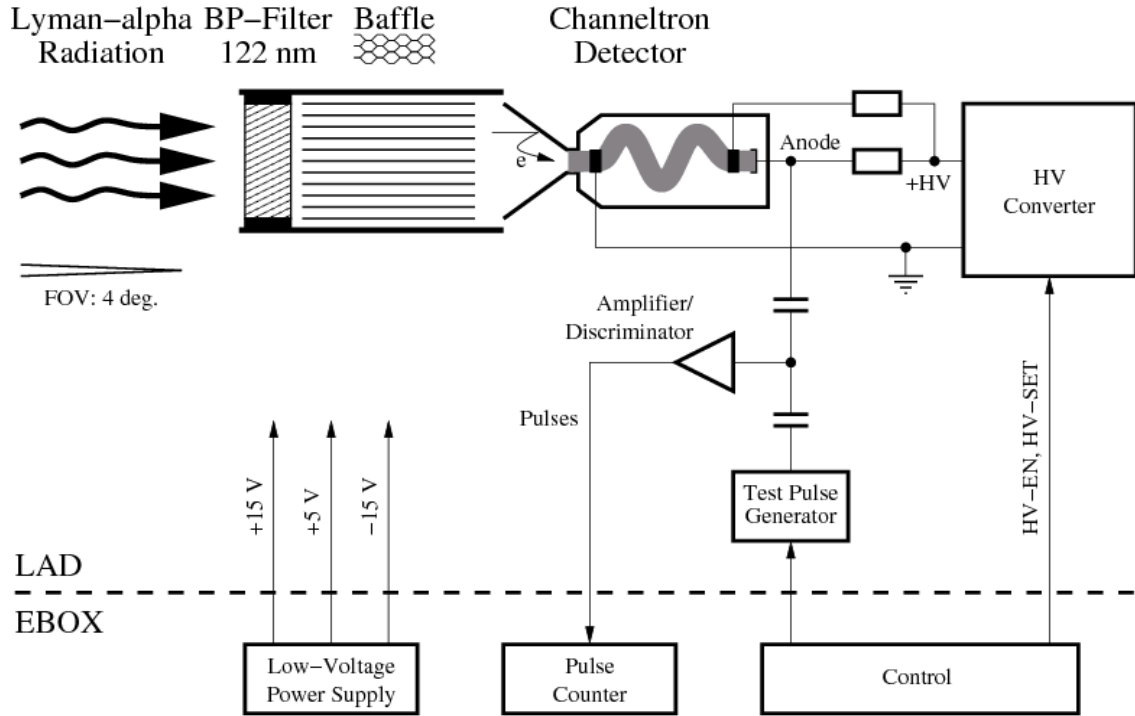 Lyman−alpha
Radiation
BP−Filter
122 nm
Baffle
Channeltron
Detector
e
Anode
+HV
HV
Converter
FOV: 4 deg.
Amplifier/
Discriminator
Pulses
HV−EN, HV−SET
+15 V
+5 V
−15 V
Test Pulse
Generator
LAD
EBOX
Low−Voltage
Power Supply
Pulse
Counter
Control